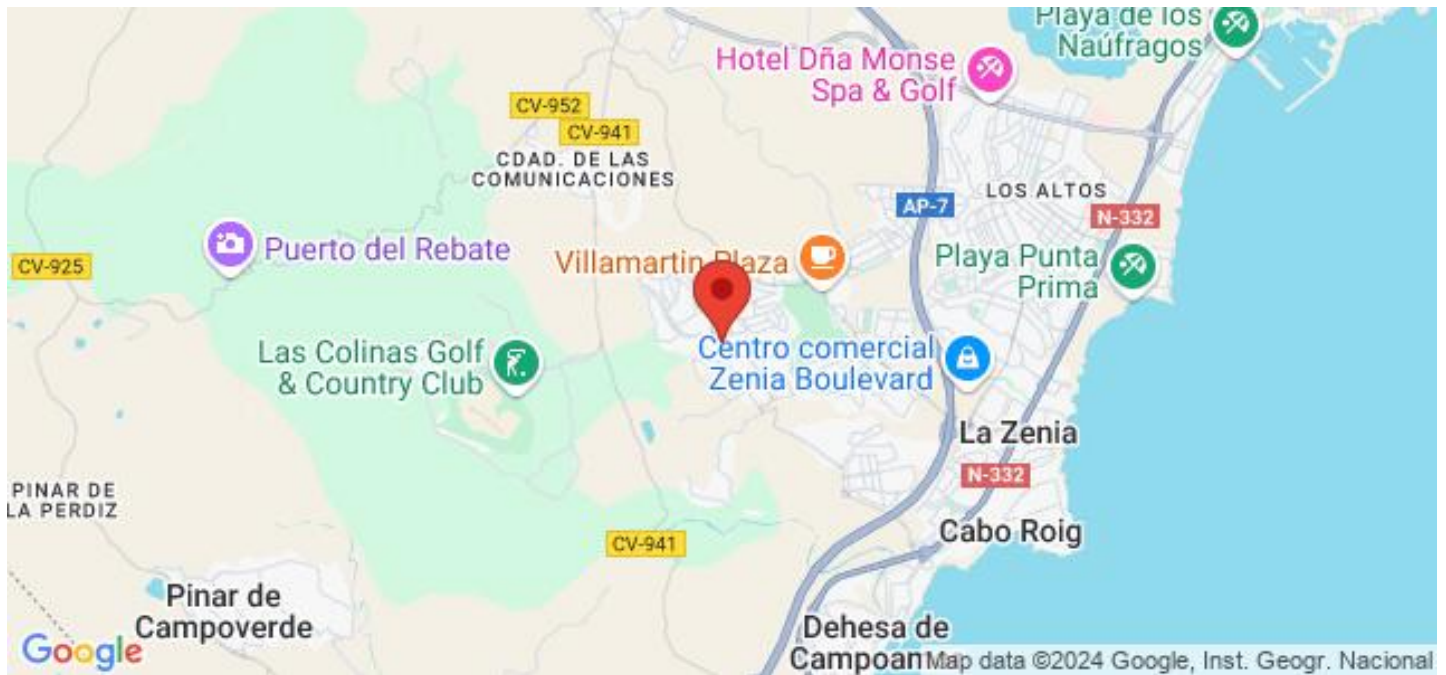 Playa de los
Naúfragos
Hotel Dña Monse
Spa & Golf
CV-952
CV-941
CDAD. DE LAS
COMUNICACIONES
LOS ALTOS
AP-7
N-332
Puerto del Rebate
CV-925
Villamartin Plaza
Playa Punta
Prima
Las Colinas Golf
& Country Club
Centro comercial
Zenia Boulevard
La Zenia
N-332
PINAR DE
LA PERDIZ
Cabo Roig
CV-941
Pinar de
Campoverde
Dehesa de
Google
Map data ©2024 Google, Inst. Geogr. Nacional